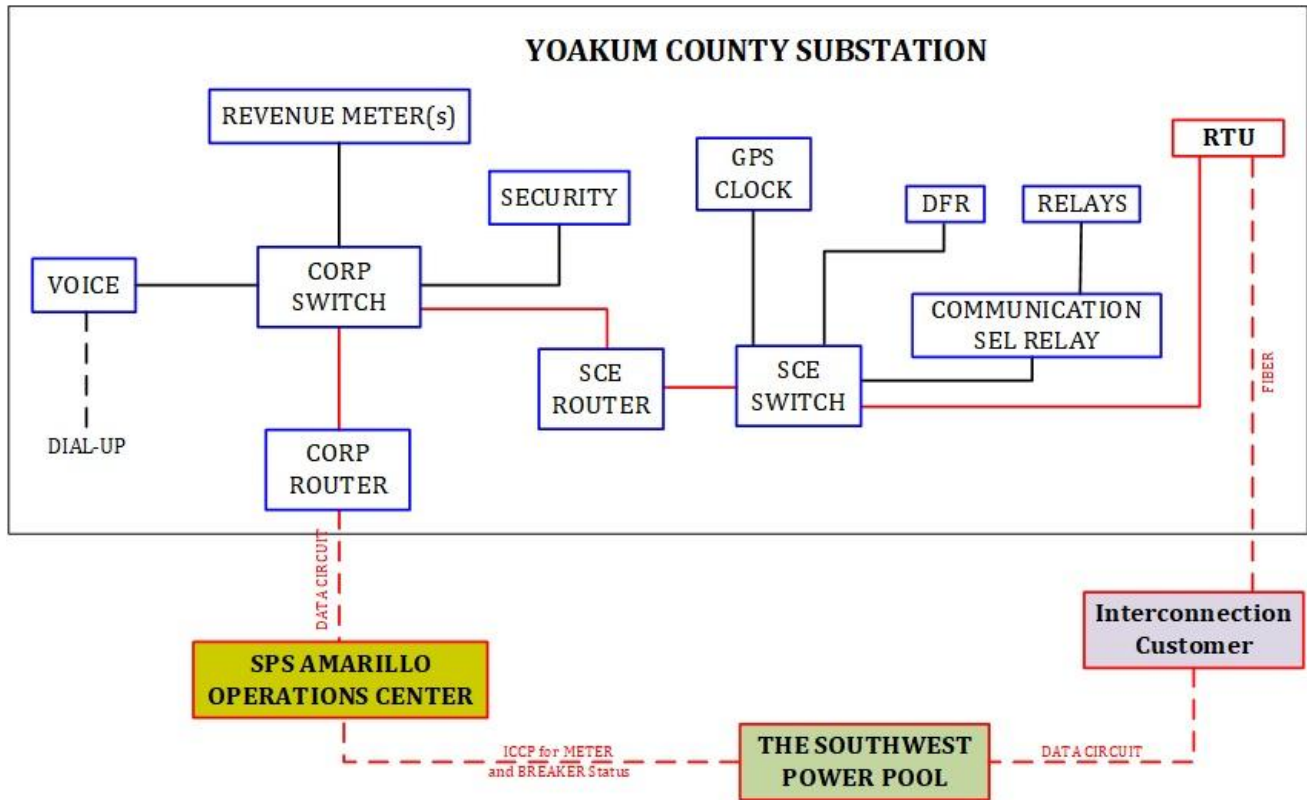 YOAKUM COUNTY SUBSTATION
REVENUE METER(s)
RTU
GPS
CLOCK
SECURITY
DFR
RELAYS
VOICE
CORP
SWITCH
COMMUNICATION
SEL RELAY
SCE
ROUTER
SCE
SWITCH
FIBER
DIAL-UP
CORP
ROUTER
DATA CIRCUIT
Interconnection
Customer
SPS AMARILLO
OPERATIONS CENTER
ICCP for METER
and BREAKER Status
THE SOUTHWEST
POWER POOL
DATA CIRCUIT